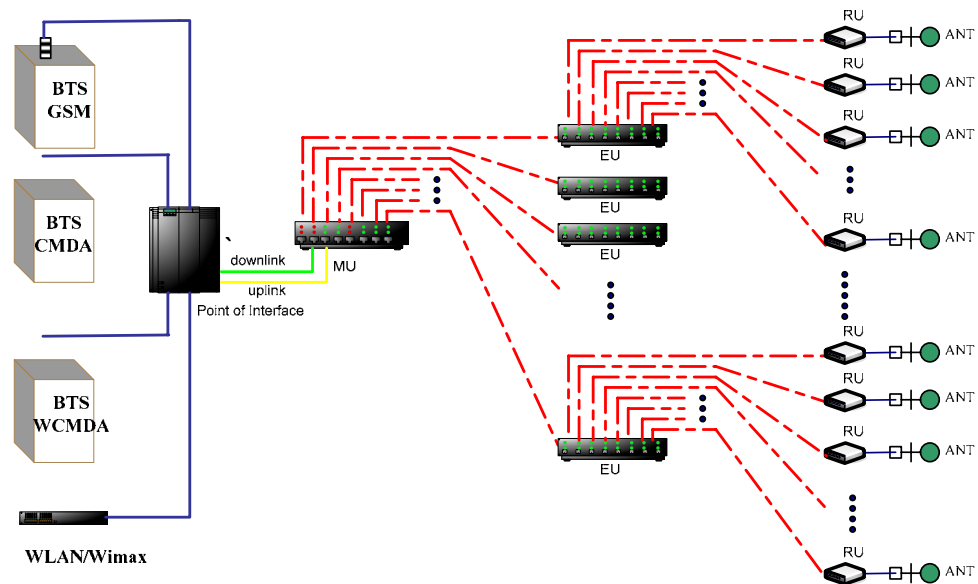 BTS
GSM
BTS
CMDA
BTS
WCMDA
WLAN/Wimax
`
downlink
uplink
Point of Interface
MU
EU
EU
EU
EU
RU
ANT
RU
ANT
RU
ANT
RU
ANT
RU
ANT
RU
ANT
RU
ANT
RU
ANT